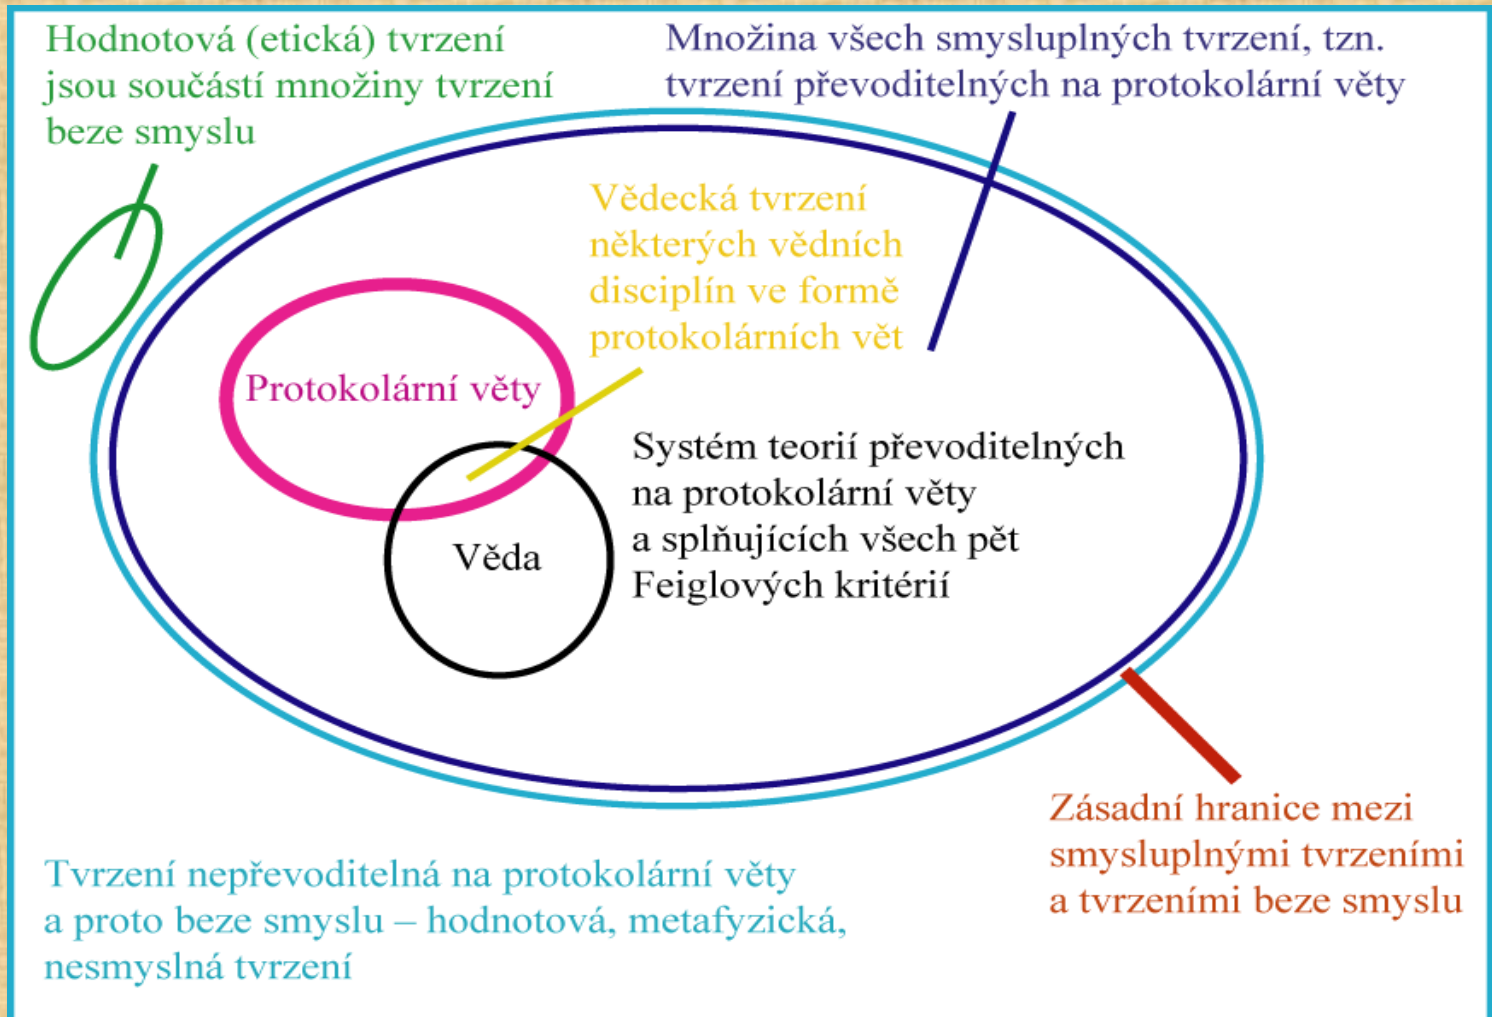 Hodnotová (etická) tvrzení
jsou součástí množiny tvrzení
beze smyslu
Množina všech smysluplných tvrzení, tzn.
tvrzení převoditelných na protokolární věty
Vědecká tvrzení
některých vědních
disciplín ve formě
protokolárních vět
Protokolární věty
Systém teorií převoditelných
na protokolární věty
a splňujících všech pět
Feiglových kritérií
Věda
Zásadní hranice mezi
smysluplnými tvrzeními
a tvrzeními beze smyslu
Tvrzení nepřevoditelná na protokolární věty
a proto beze smyslu – hodnotová, metafyzická,
nesmyslná tvrzení